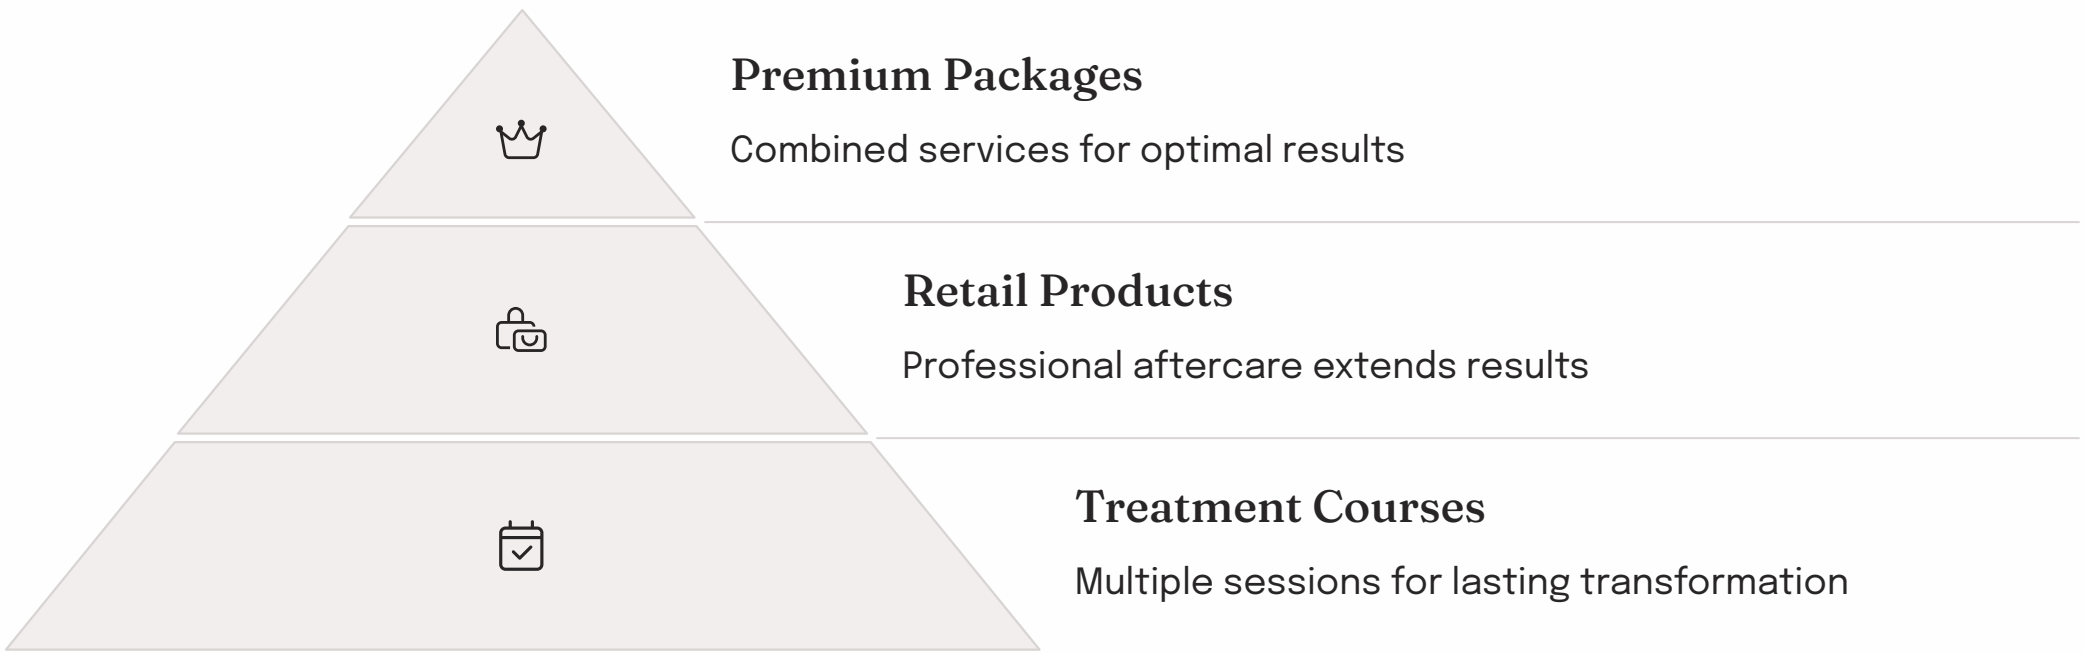 Premium Packages
Combined services for optimal results
Retail Products
Professional aftercare extends results
Treatment Courses
Multiple sessions for lasting transformation